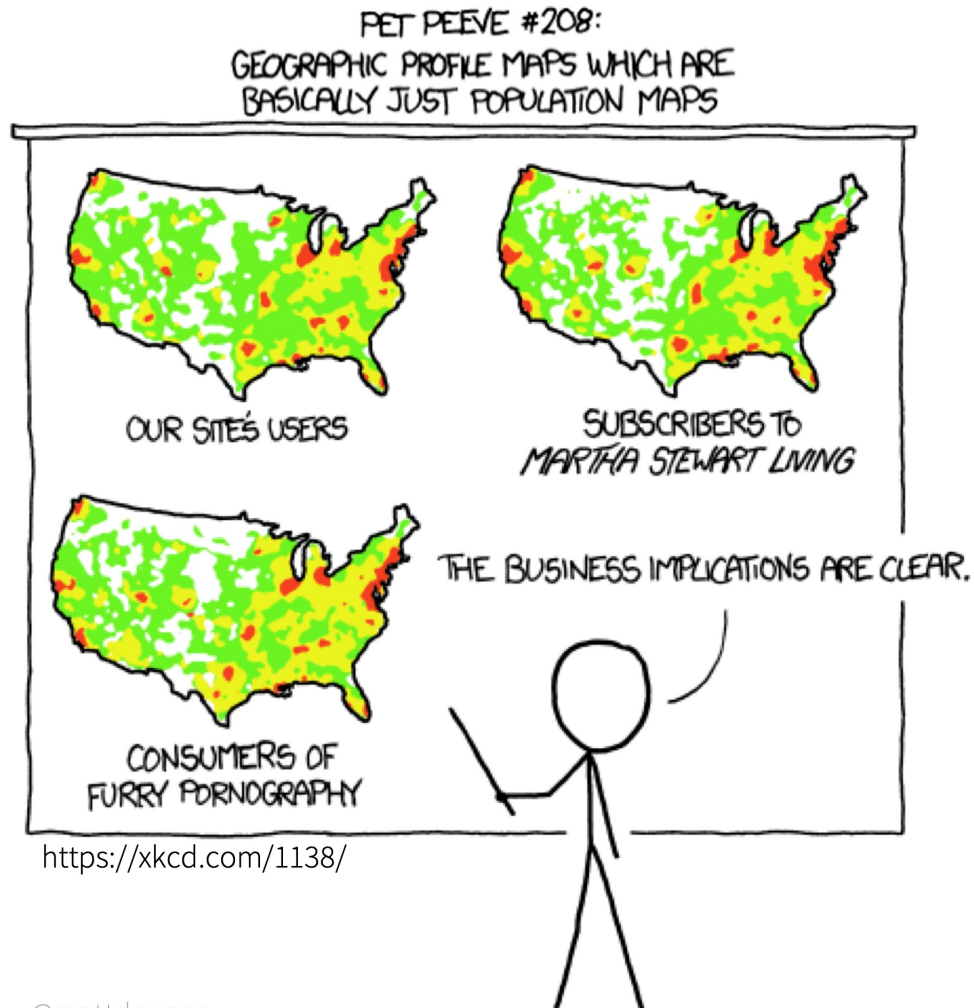 PET PEEVE #208:
GEOGRAPHIC PROFILE MAPS WHICH ARE
BASICALLY JUST POPULATION MAPS
OUR SITE'S USERS
SUBSCRIBERS TO
MARTHA STEWART LIVING
CONSUMERS OF
FURRY PORNOGRAPHY
THE BUSINESS IMPLICATIONS ARE CLEAR.
https://xkcd.com/1138/